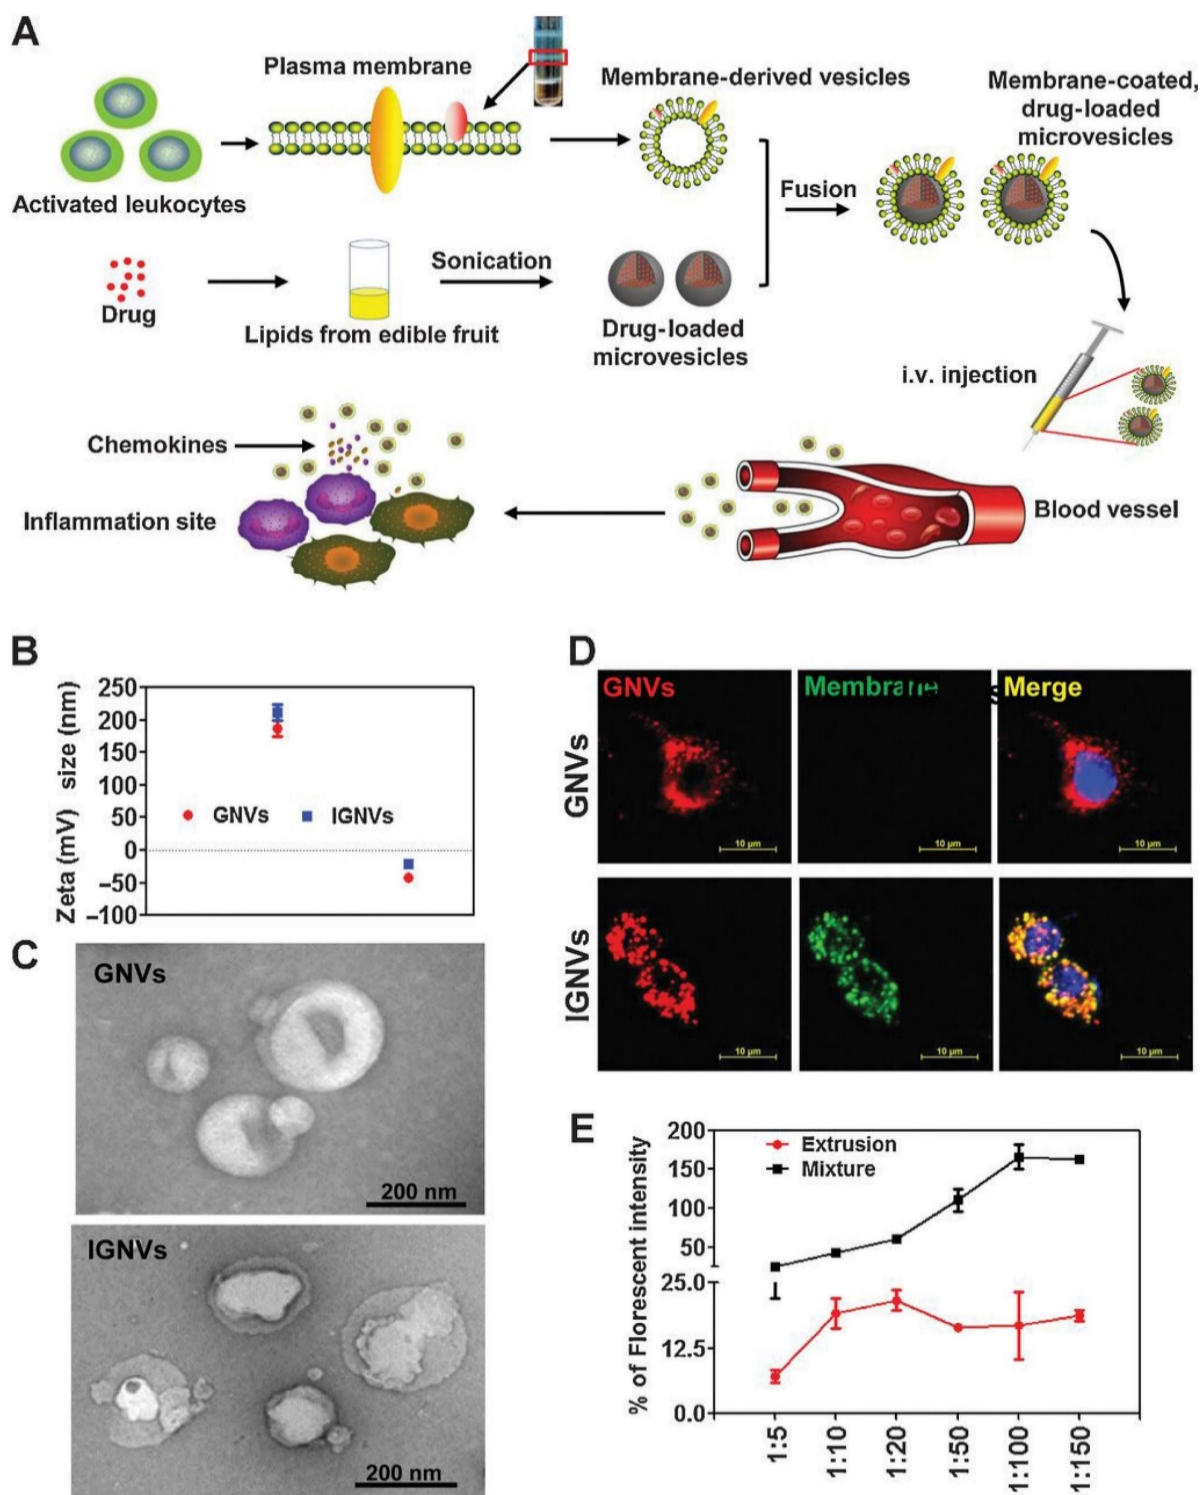 A
Plasma membrane
Membrane-derived vesicles
Membrane-coated,
drug-loaded
microvesicles
Activated leukocytes
Fusion
Drug
Lipids from edible fruit
Sonication
Drug-loaded
microvesicles
i.v. injection
Chemokines
Inflammation site
Blood vessel
B
Zeta (mV) size (nm)
250
200
150
100
50
0
−50
−100
GNVs
IGNVs
C
GNVs
200 nm
IGNVs
200 nm
D
GNVs
Membrane
s
Merge
GNVs
10 µm
10 µm
10 µm
IGNVs
10 µm
10 µm
10 µm
E
% of Florescent intensity
200
150
100
50
25.0
12.5
0.0
Extrusion
Mixture
1:5
1:10
1:20
1:50
1:100
1:150